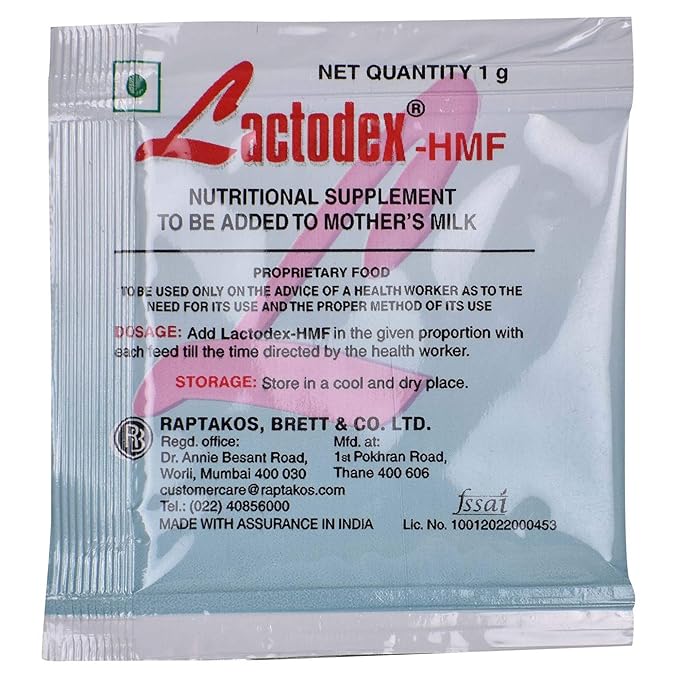 NET QUANTITY 1 g
Lactodex®-HMF
NUTRITIONAL SUPPLEMENT
TO BE ADDED TO MOTHER'S MILK
PROPRIETARY FOOD
TO BE USED ONLY ON THE ADVICE OF A HEALTH WORKER AS TO THE
NEED FOR ITS USE AND THE PROPER METHOD OF ITS USE
DOSAGE: Add Lactodex-HMF in the given proportion with
each feed till the time directed by the health worker.
STORAGE: Store in a cool and dry place.
RB
RAPTAKOS, BRETT & CO. LTD.
Regd. office: Mfd. at:
Dr. Annie Besant Road, 1st Pokhran Road,
Worli, Mumbai 400 030 Thane 400 606
customercare@raptakos.com
Tel.: (022) 40856000
fssai
MADE WITH ASSURANCE IN INDIA Lic. No. 10012022000453